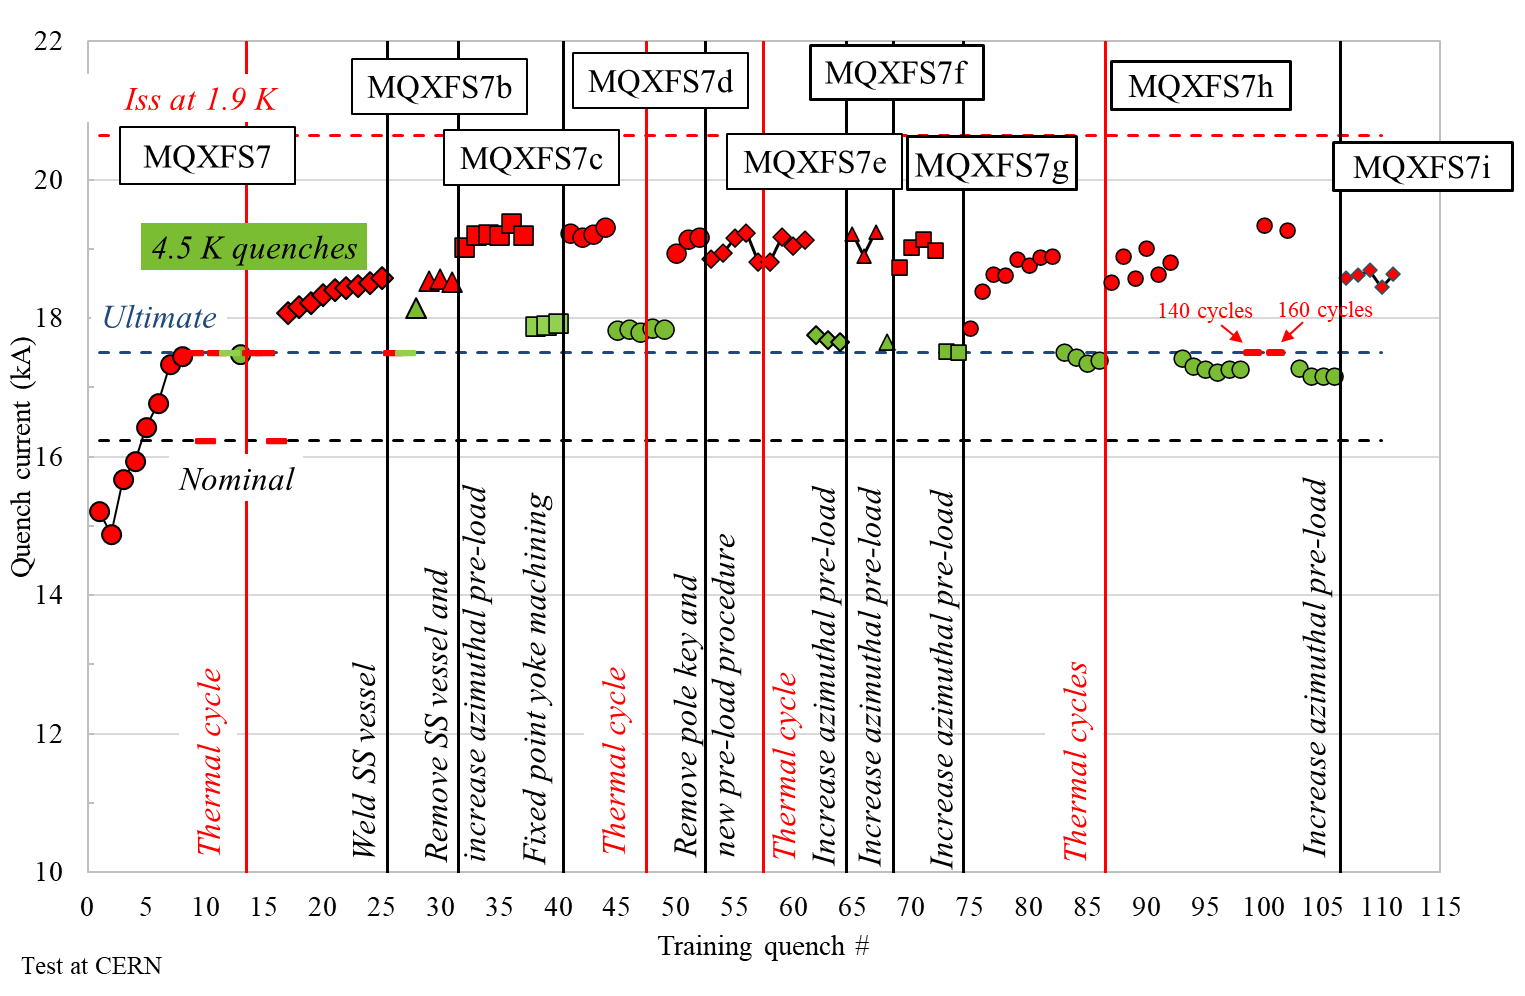 22
20
18
16
14
12
10
Quench current (kA)
Iss at 1.9 K
MQXFS7
MQXFS7b
MQXFS7c
MQXFS7d
MQXFS7e
MQXFS7f
MQXFS7g
MQXFS7h
MQXFS7i
4.5 K quenches
Ultimate
Nominal
140 cycles
160 cycles
Thermal cycle
Weld SS vessel
Remove SS vessel and
increase azimuthal pre-load
Fixed point yoke machining
Thermal cycle
Remove pole key and
new pre-load procedure
Thermal cycle
Increase azimuthal pre-load
Increase azimuthal pre-load
Increase azimuthal pre-load
Thermal cycles
Increase azimuthal pre-load
0 5 10 15 20 25 30 35 40 45 50 55 60 65 70 75 80 85 90 95 100 105 110 115
Training quench #
Test at CERN